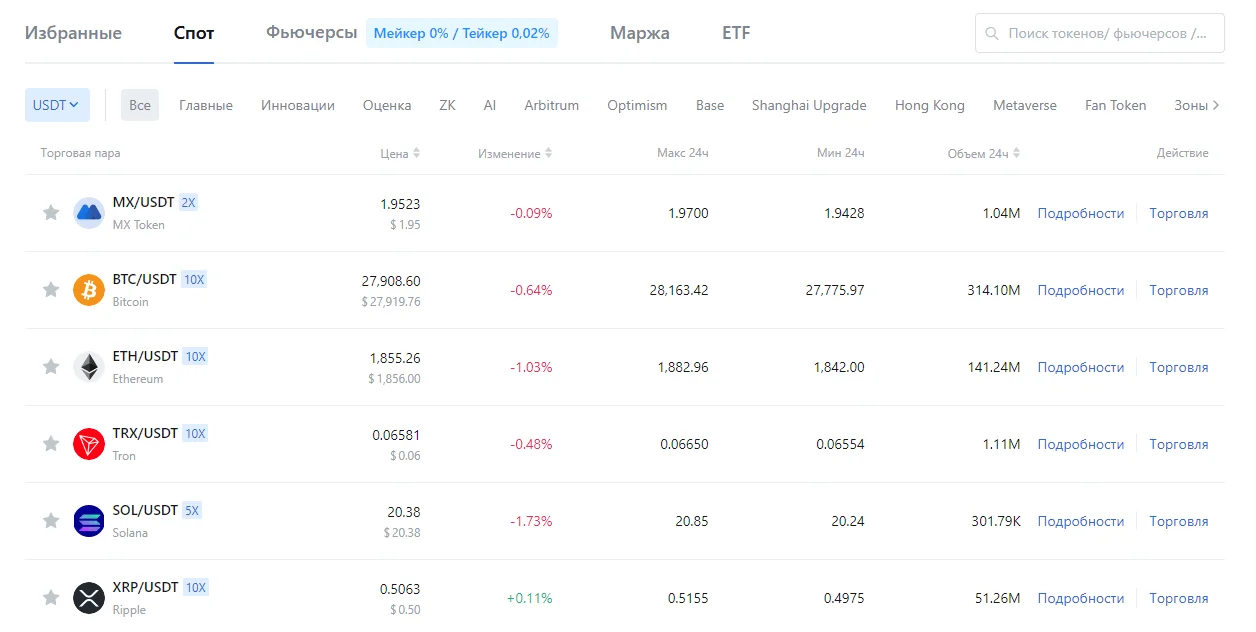 Избранные Спот Фьючерсы Мейкер 0% / Тейкер 0,02% Маржа ETF Поиск токенов/ фьючерсов /...
USDT Все Главные Инновации Оценка ZK AI Arbitrum Optimism Base Shanghai Upgrade Hong Kong Metaverse Fan Token Зоны
Торговая пара Цена Изменение Макс 24ч Мин 24ч Объем 24ч Действие
MX/USDT 2X 1.9523 -0.09% 1.9700 1.9428 1.04M Подробности Торговля
MX Token $ 1.95
BTC/USDT 10X 27,908.60 -0.64% 28,163.42 27,775.97 314.10M Подробности Торговля
Bitcoin $ 27,919.76
ETH/USDT 10X 1,855.26 -1.03% 1,882.96 1,842.00 141.24M Подробности Торговля
Ethereum $ 1,856.00
TRX/USDT 10X 0.06581 -0.48% 0.06650 0.06554 1.11M Подробности Торговля
Tron $ 0.06
SOL/USDT 5X 20.38 -1.73% 20.85 20.24 301.79K Подробности Торговля
Solana $ 20.38
XRP/USDT 10X 0.5063 +0.11% 0.5155 0.4975 51.26M Подробности Торговля
Ripple $ 0.50